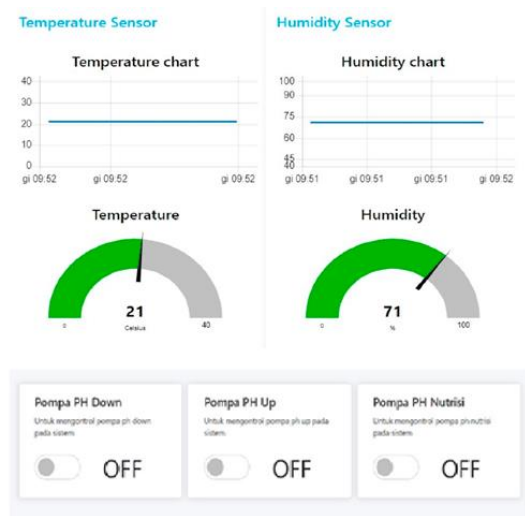 Temperature Sensor
Humidity Sensor
Temperature chart
40
30
20
10
0
gi 09:52
gi 09:52
gi 09:52
Humidity chart
100
90
75
60
45
40
gi 09:51
gi 09:51
gi 09:51
gi 09:52
Temperature
21
Celsius
0
40
Humidity
71
%
0
100
Pompa PH Down
Untuk mengontrol pompa ph down
pada sistem
OFF
Pompa PH Up
Untuk mengontrol pompa ph up pada
sistem
OFF
Pompa PH Nutrisi
Untuk mengontrol pompa ph nutrisi
pada sistem
OFF